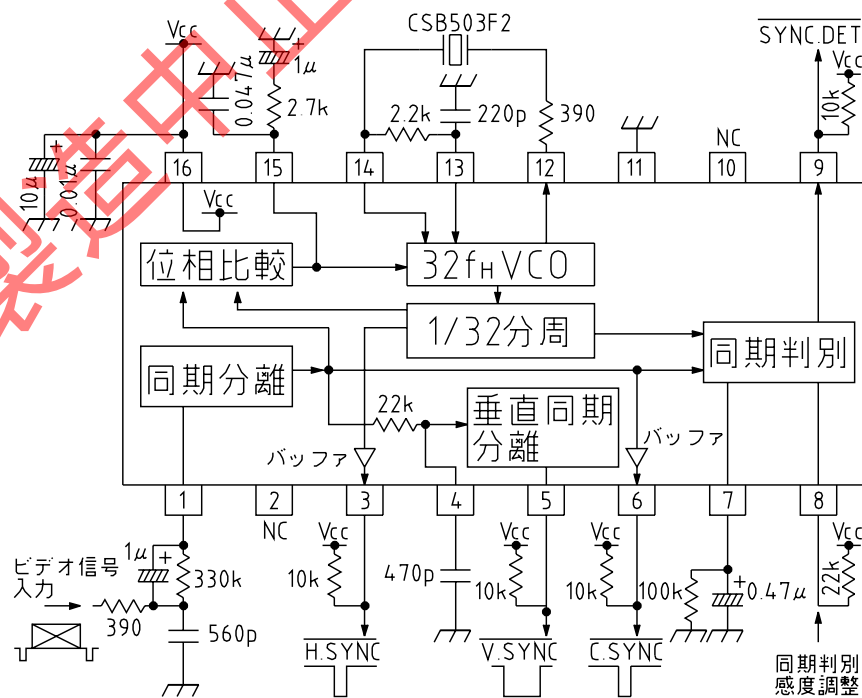 製造中止
Vcc
CSB503F2
SYNC.DET
1μ
0.047μ
2.7k
2.2k
220p
390
10k
Vcc
10μ
0.01μ
16
15
14
13
12
11
NC
10
9
Vcc
位相比較
32fH VCO
1/32分周
同期判別
同期分離
22k
垂直同期
分離
バッファ
バッファ
1
2
3
4
5
6
7
8
NC
Vcc
Vcc
Vcc
Vcc
ビデオ信号
入力
1μ
330k
390
560p
10k
470p
10k
10k
100k
0.47μ
22k
H.SYNC
V.SYNC
C.SYNC
同期判別
感度調整